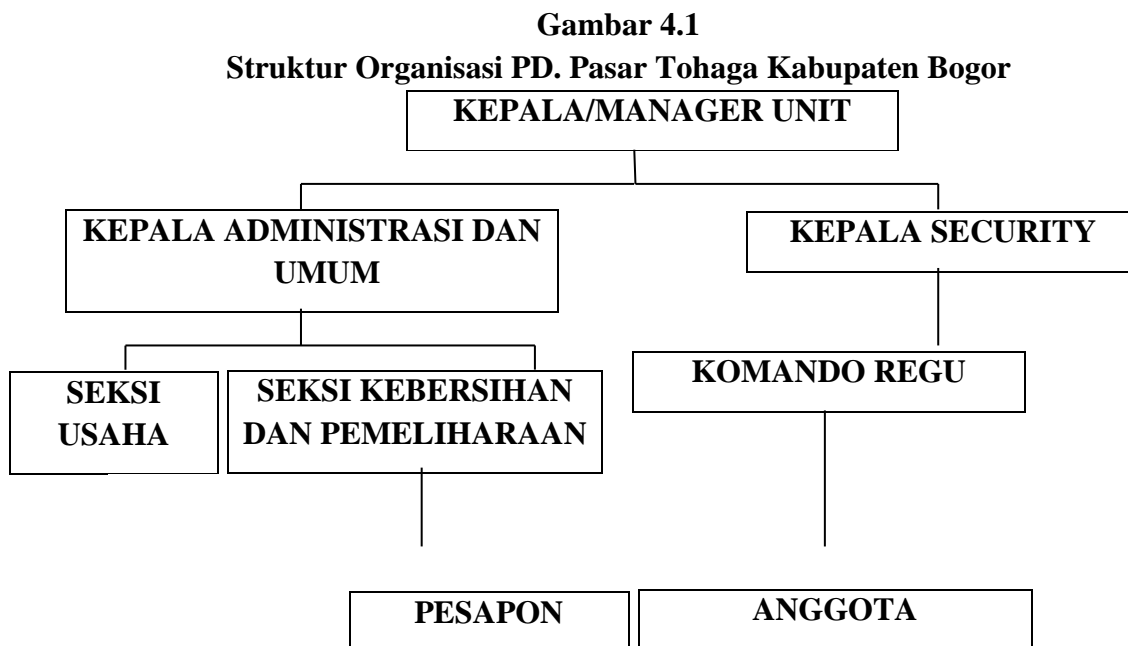 Gambar 4.1
Struktur Organisasi PD. Pasar Tohaga Kabupaten Bogor
KEPALA/MANAGER UNIT
KEPALA ADMINISTRASI DAN
UMUM
KEPALA SECURITY
SEKSI
USAHA
SEKSI KEBERSIHAN
DAN PEMELIHARAAN
KOMANDO REGU
PESAPON
ANGGOTA